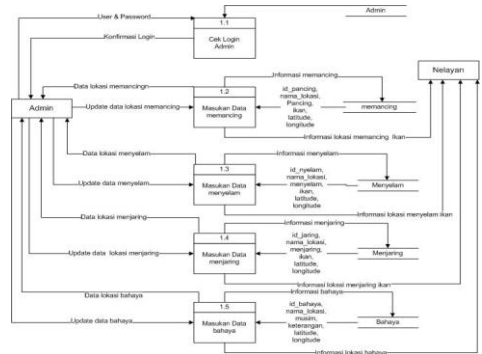 User & Password
1.1
Cek Login
Admin
Admin
Konfirmasi Login
Nelayan
Data lokasi memancingn
1.2
Masukan Data
memancing
Informasi memancing
id_pancing,
nama_lokasi,
Pancing,
ikan,
latitude,
longitude
memancing
Admin
Update data lokasi memancing
Informasi lokasi memancing ikan
Data lokasi menyelam
1.3
Masukan Data
menyelam
Informasi menyelam
id_nyelam,
nama_lokasi,
menyelam,
ikan,
latitude,
longitude
Menyelam
Update data menyelam
Informasi lokasi menyelam ikan
Data lokasi menjaring
1.4
Masukan Data
menjaring
Informasi menjaring
id_jaring,
nama_lokasi,
menjaring,
ikan,
latitude,
longitude
Menjaring
Update data lokasi menjaring
Informasi lokasi menjaring ikan
Data lokasi bahaya
1.5
Masukan Data
bahaya
Informasi bahaya
id_bahaya,
nama_lokasi,
musim,
keterangan,
latitude,
longitude
Bahaya
Update data bahaya
Informasi lokasi bahaya